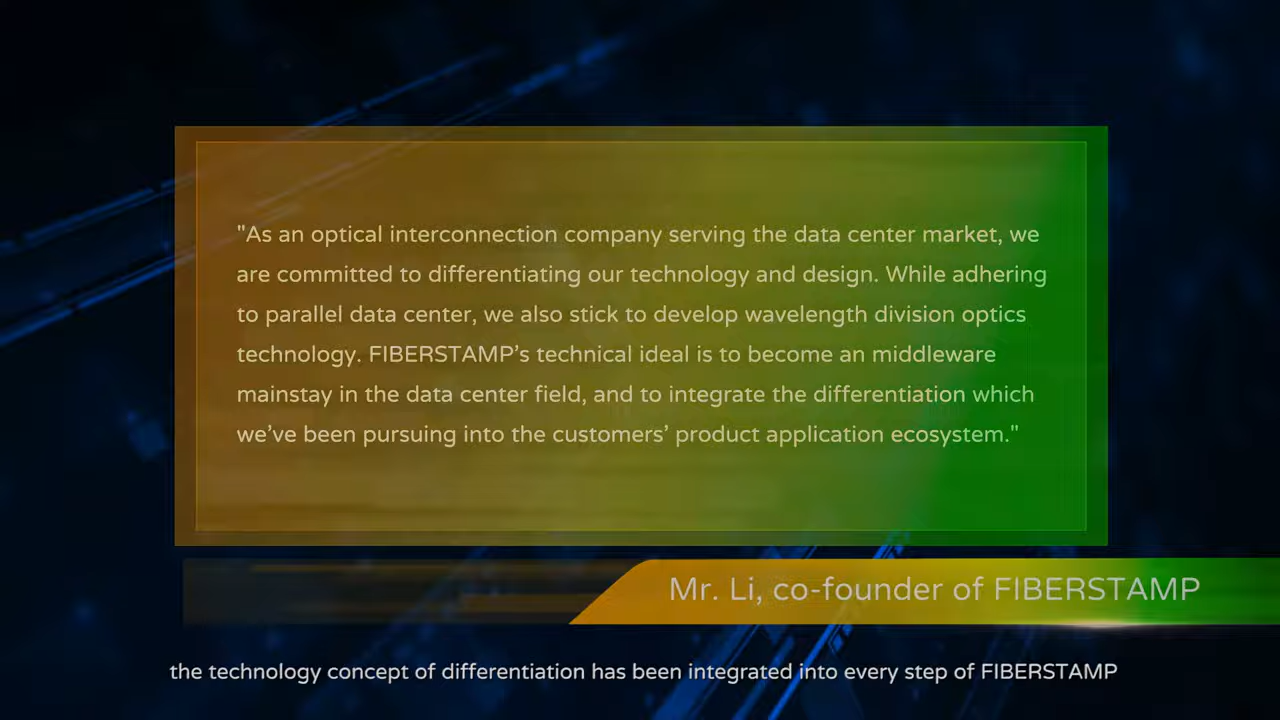 "As an optical interconnection company serving the data center market, we
are committed to differentiating our technology and design. While adhering
to parallel data center, we also stick to develop wavelength division optics
technology. FIBERSTAMP’s technical ideal is to become an middleware
mainstay in the data center field, and to integrate the differentiation which
we’ve been pursuing into the customers’ product application ecosystem."
Mr. Li, co-founder of FIBERSTAMP
the technology concept of differentiation has been integrated into every step of FIBERSTAMP